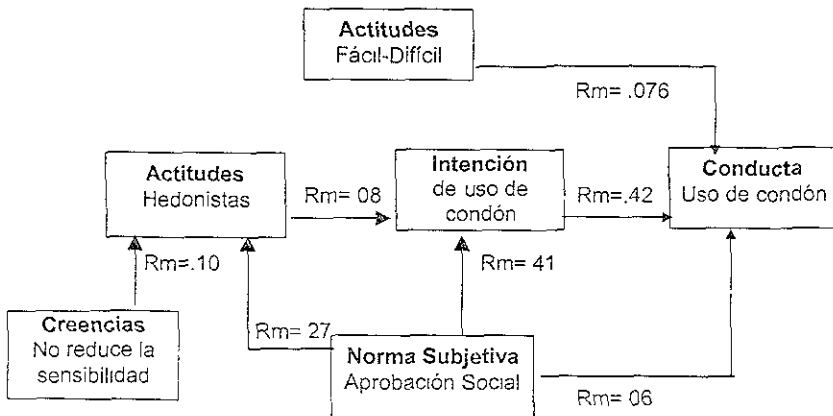 Actitudes
Fácil-Difícil
Rm= .076
Actitudes
Hedonistas
Rm= 08
Intención
de uso de
condón
Rm=.42
Conducta
Uso de condón
Rm=.10
Rm= 41
Creencias
No reduce la
sensibilidad
Rm= 27
Norma Subjetiva
Aprobación Social
Rm= 06